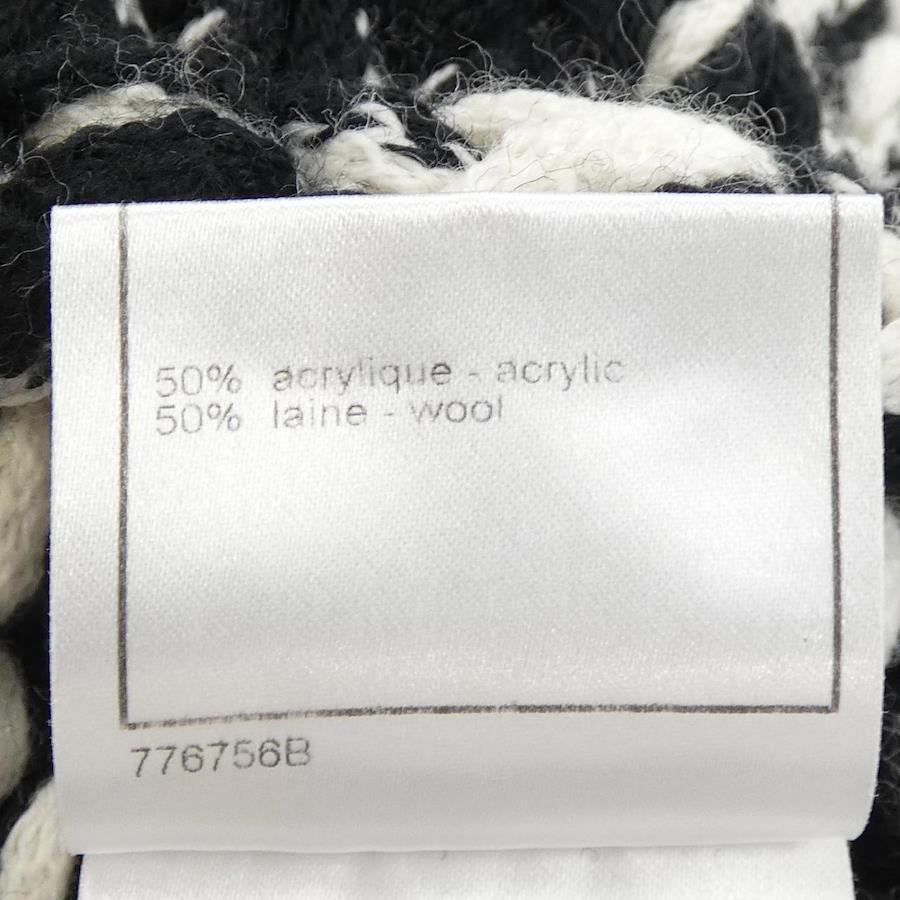 50% acrylique - acrylic
50% laine - wool
776756B